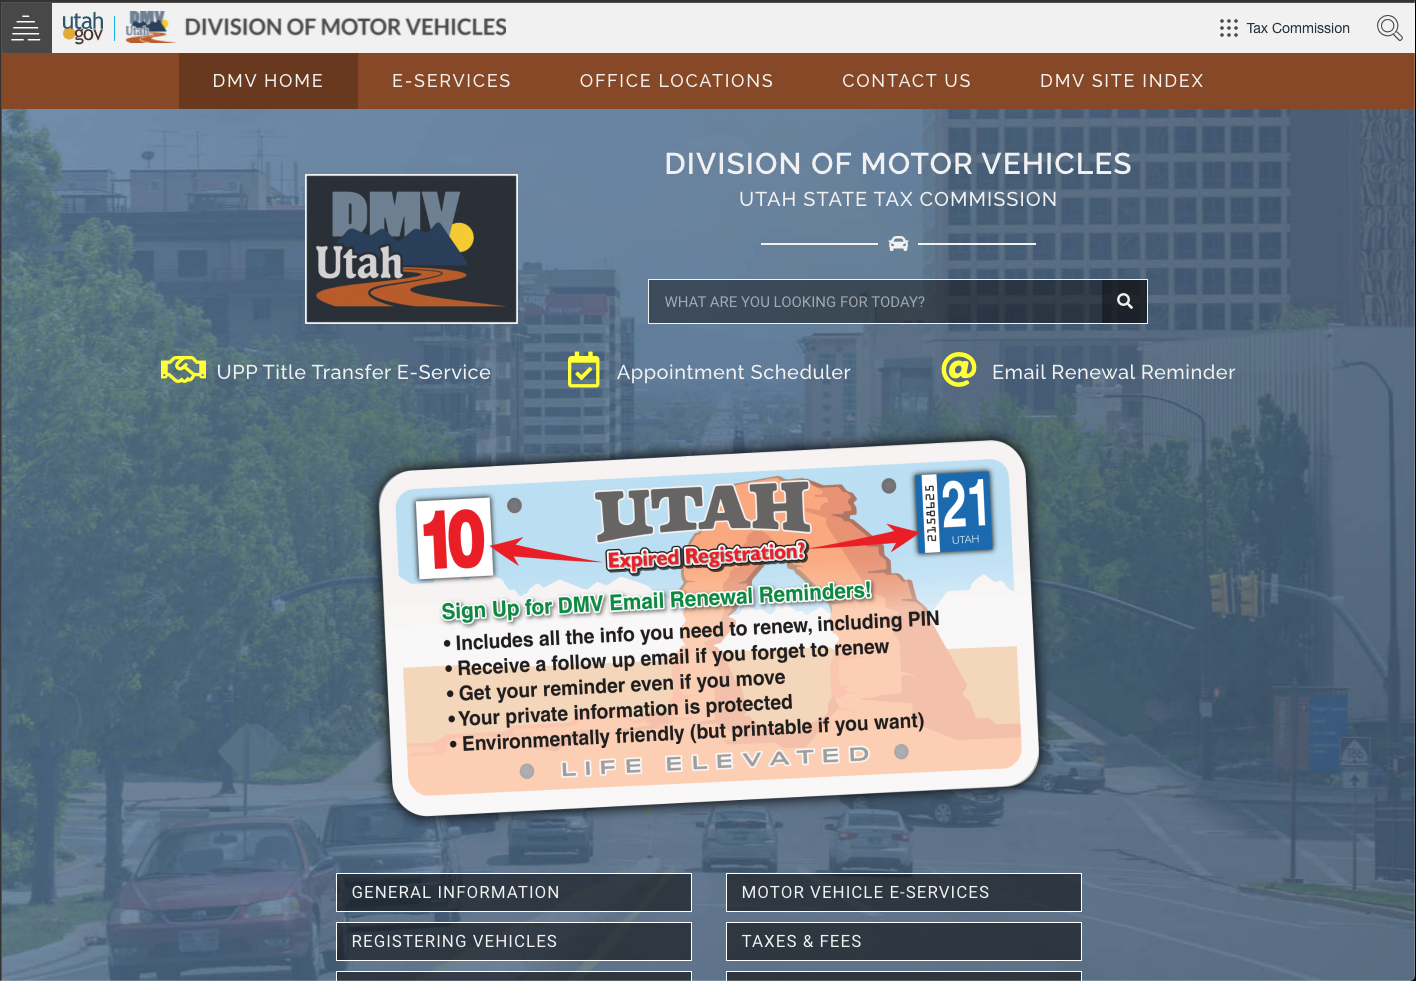 utah
gov
DMV
Utah
DIVISION OF MOTOR VEHICLES
Tax Commission
DMV HOME
E-SERVICES
OFFICE LOCATIONS
CONTACT US
DMV SITE INDEX
DMV
Utah
DIVISION OF MOTOR VEHICLES
UTAH STATE TAX COMMISSION
WHAT ARE YOU LOOKING FOR TODAY?
UPP Title Transfer E-Service
Appointment Scheduler
Email Renewal Reminder
10
UTAH
2158625
21
UTAH
Expired Registration?
Sign Up for DMV Email Renewal Reminders!
• Includes all the info you need to renew, including PIN
• Receive a follow up email if you forget to renew
• Get your reminder even if you move
• Your private information is protected
• Environmentally friendly (but printable if you want)
LIFE ELEVATED
GENERAL INFORMATION
MOTOR VEHICLE E-SERVICES
REGISTERING VEHICLES
TAXES & FEES